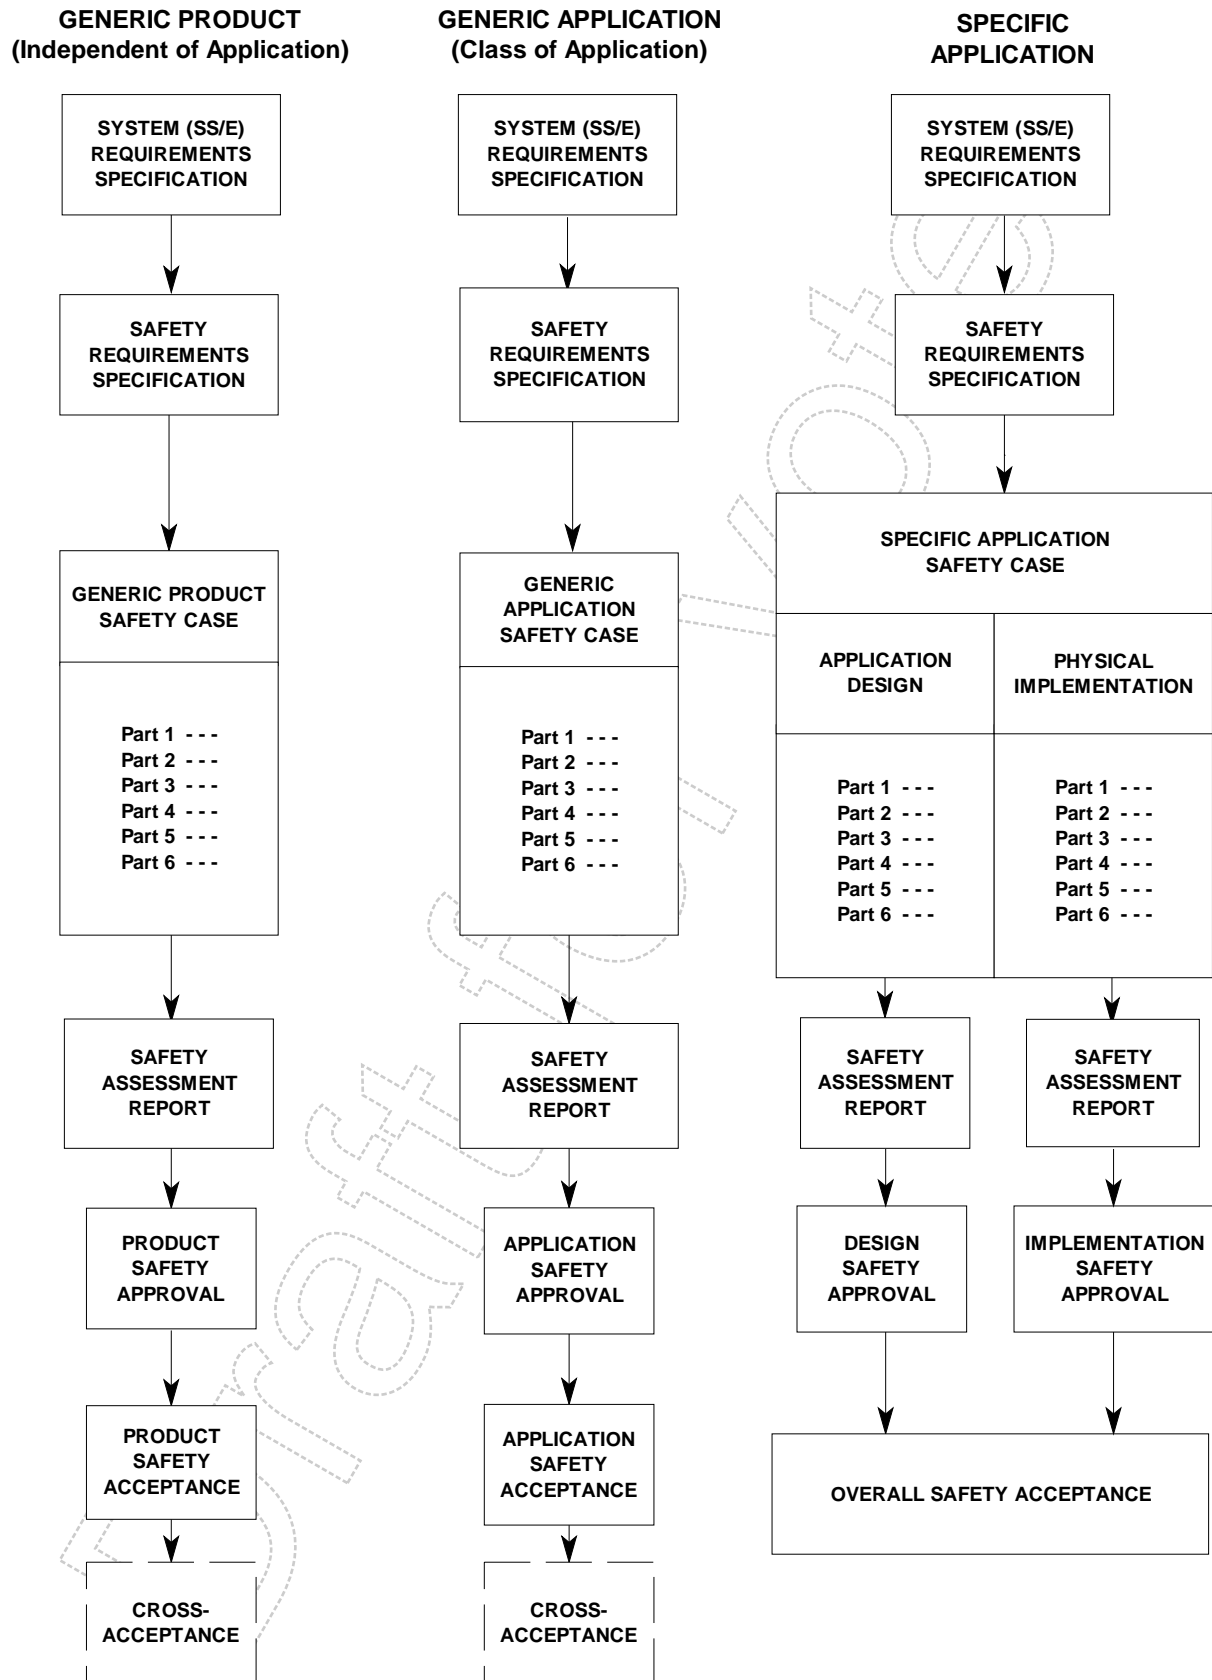 GENERIC PRODUCT
(Independent of Application)
SYSTEM (SS/E)
REQUIREMENTS
SPECIFICATION
SAFETY
REQUIREMENTS
SPECIFICATION
GENERIC PRODUCT
SAFETY CASE
Part 1 - - -
Part 2 - - -
Part 3 - - -
Part 4 - - -
Part 5 - - -
Part 6 - - -
SAFETY
ASSESSMENT
REPORT
PRODUCT
SAFETY
APPROVAL
PRODUCT
SAFETY
ACCEPTANCE
CROSS-
ACCEPTANCE
GENERIC APPLICATION
(Class of Application)
SYSTEM (SS/E)
REQUIREMENTS
SPECIFICATION
SAFETY
REQUIREMENTS
SPECIFICATION
GENERIC
APPLICATION
SAFETY CASE
Part 1 - - -
Part 2 - - -
Part 3 - - -
Part 4 - - -
Part 5 - - -
Part 6 - - -
SAFETY
ASSESSMENT
REPORT
APPLICATION
SAFETY
APPROVAL
APPLICATION
SAFETY
ACCEPTANCE
CROSS-
ACCEPTANCE
SPECIFIC
APPLICATION
SYSTEM (SS/E)
REQUIREMENTS
SPECIFICATION
SAFETY
REQUIREMENTS
SPECIFICATION
SPECIFIC APPLICATION
SAFETY CASE
APPLICATION
DESIGN
Part 1 - - -
Part 2 - - -
Part 3 - - -
Part 4 - - -
Part 5 - - -
Part 6 - - -
SAFETY
ASSESSMENT
REPORT
DESIGN
SAFETY
APPROVAL
PHYSICAL
IMPLEMENTATION
Part 1 - - -
Part 2 - - -
Part 3 - - -
Part 4 - - -
Part 5 - - -
Part 6 - - -
SAFETY
ASSESSMENT
REPORT
IMPLEMENTATION
SAFETY
APPROVAL
OVERALL SAFETY ACCEPTANCE
Draft for Vote